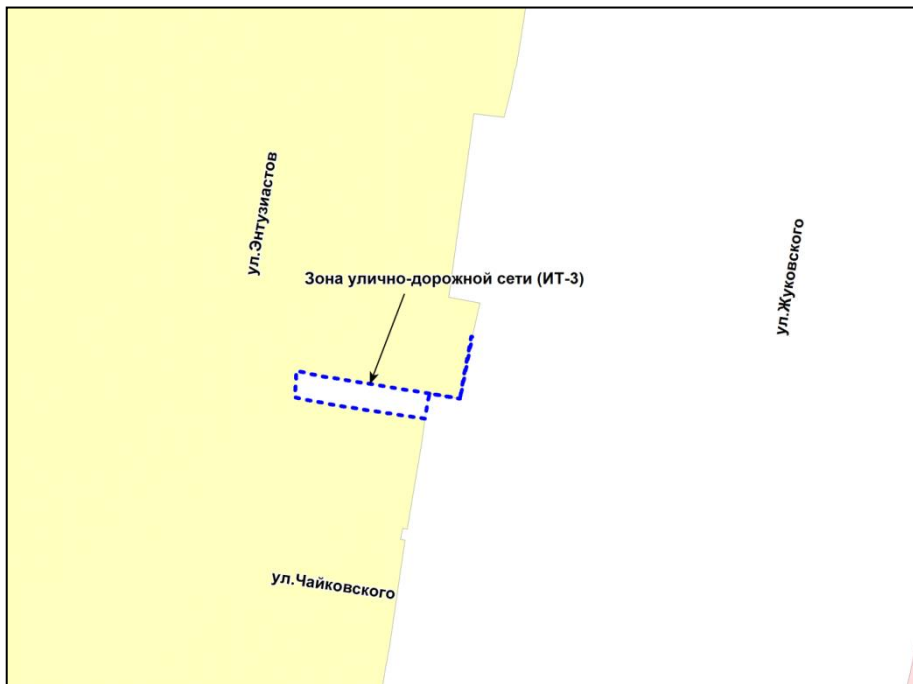 ул.Энтузиастов
ул.Жуковского
Зона улично-дорожной сети (ИТ-3)
ул.Чайковского